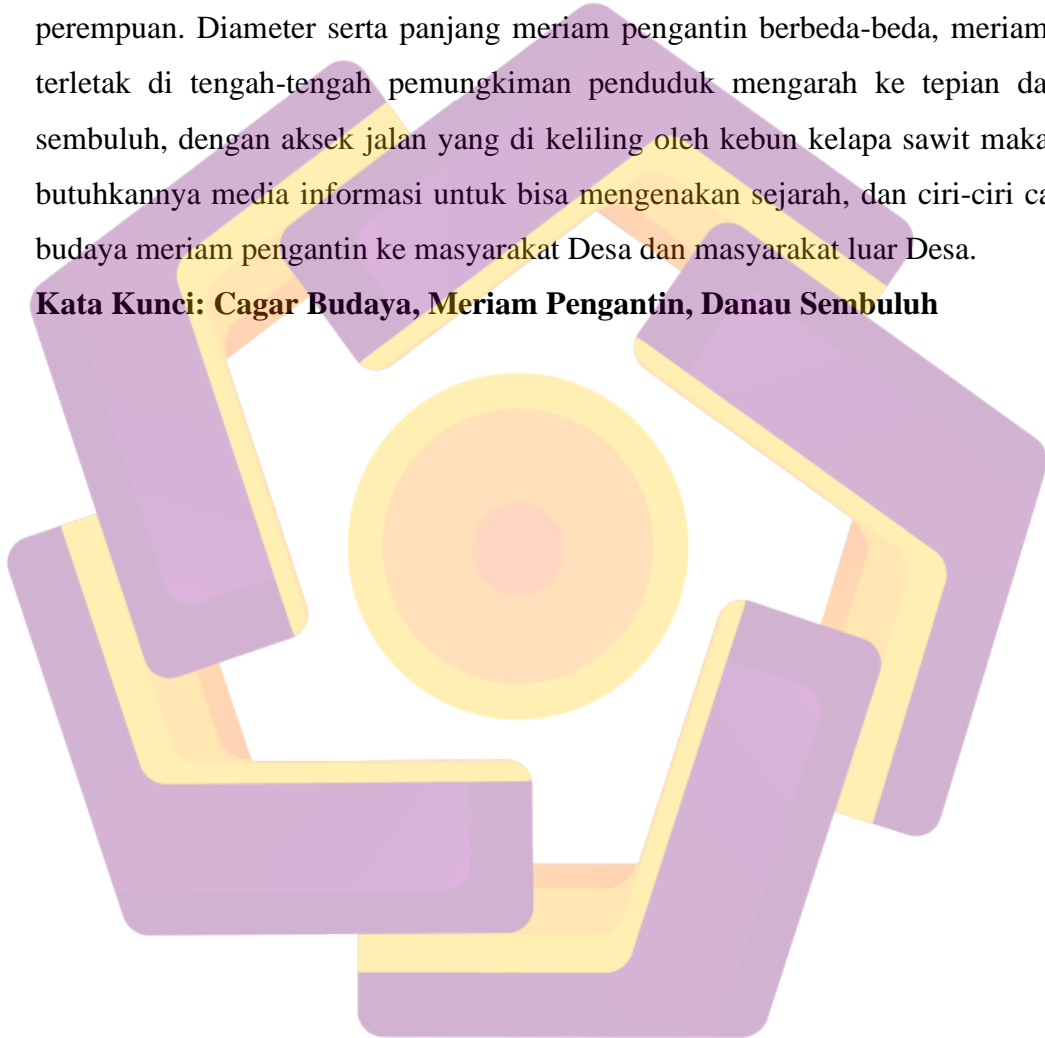 perempuan. Diameter serta panjang meriam pengantin berbeda-beda, meriam
terletak di tengah-tengah pemungkiman penduduk mengarah ke tepian da
sembuluh, dengan aksek jalan yang di keliling oleh kebun kelapa sawit maka
butuhkannya media informasi untuk bisa mengenakan sejarah, dan ciri-ciri ca
budaya meriam pengantin ke masyarakat Desa dan masyarakat luar Desa.
Kata Kunci: Cagar Budaya, Meriam Pengantin, Danau Sembuluh